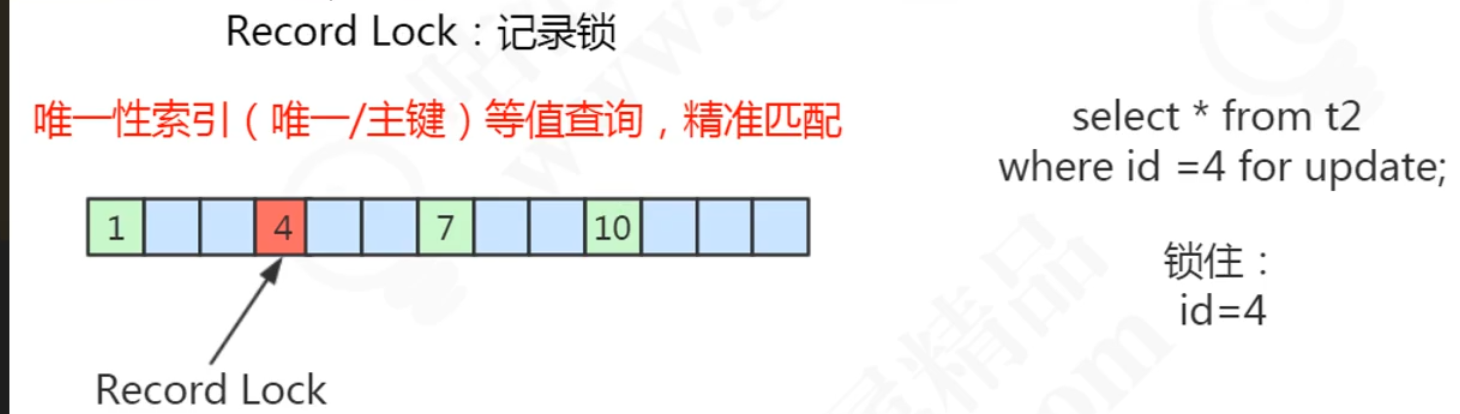 Record Lock：记录锁
唯一性索引（唯一/主键）等值查询，精准匹配
select * from t2
where id =4 for update;
1 4 7 10
锁住：
id=4
Record Lock